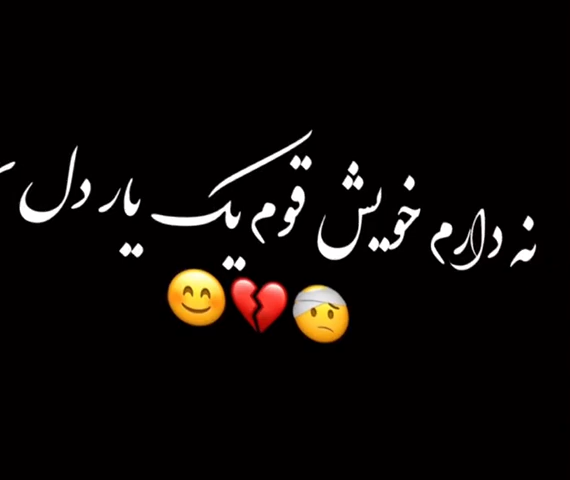 نه دارم خویش قوم یک یار دل
😊💔🤕